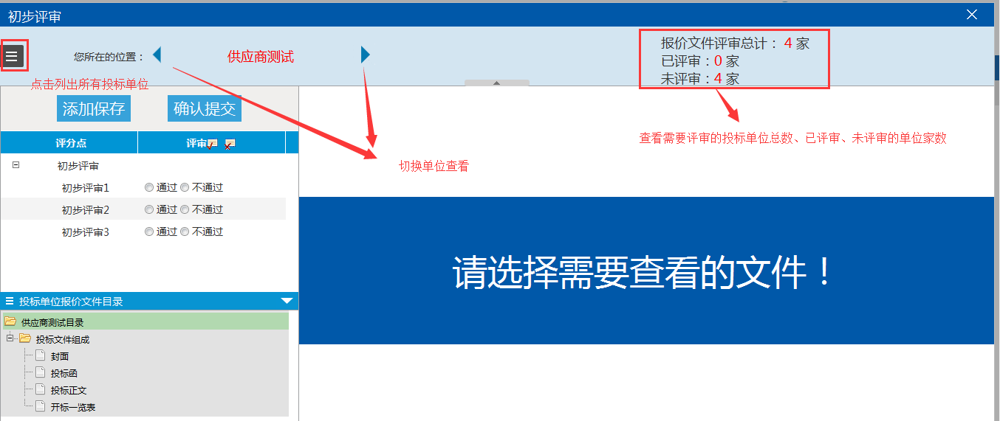 初步评审
您所在的位置：
供应商测试
报价文件评审总计： 4 家
已评审：0 家
未评审：4 家
点击列出所有投标单位
添加保存
确认提交
查看需要评审的投标单位总数、已评审、未评审的单位家数
评分点
评审
切换单位查看
初步评审
初步评审1
通过 不通过
初步评审2
通过 不通过
初步评审3
通过 不通过
请选择需要查看的文件！
投标单位报价文件目录
供应商测试目录
投标文件组成
封面
投标函
投标正文
开标一览表